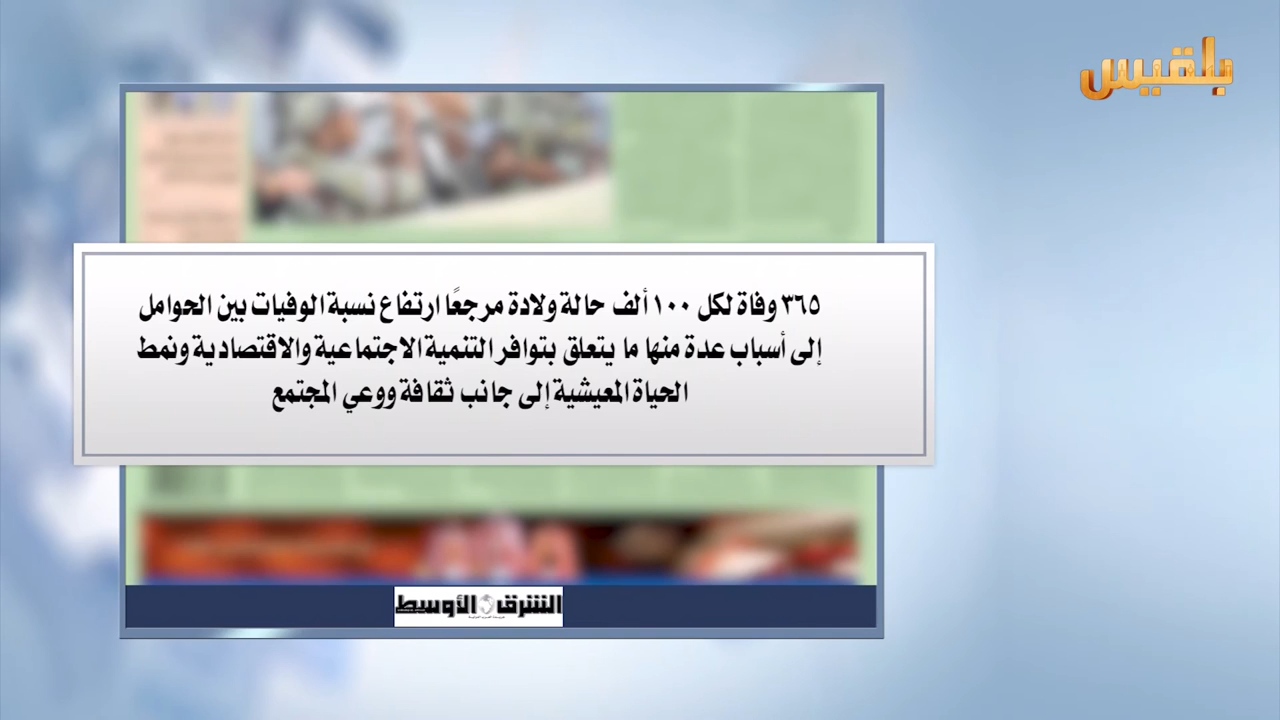 بلقيس
٣٦٥ وفاة لكل ١٠٠ ألف حالة ولادة مرجعًا ارتفاع نسبة الوفيات بين الحوامل
إلى أسباب عدة منها ما يتعلق بتوافر التنمية الاجتماعية والاقتصادية ونمط
الحياة المعيشية إلى جانب ثقافة ووعي المجتمع
الشرق الأوسط